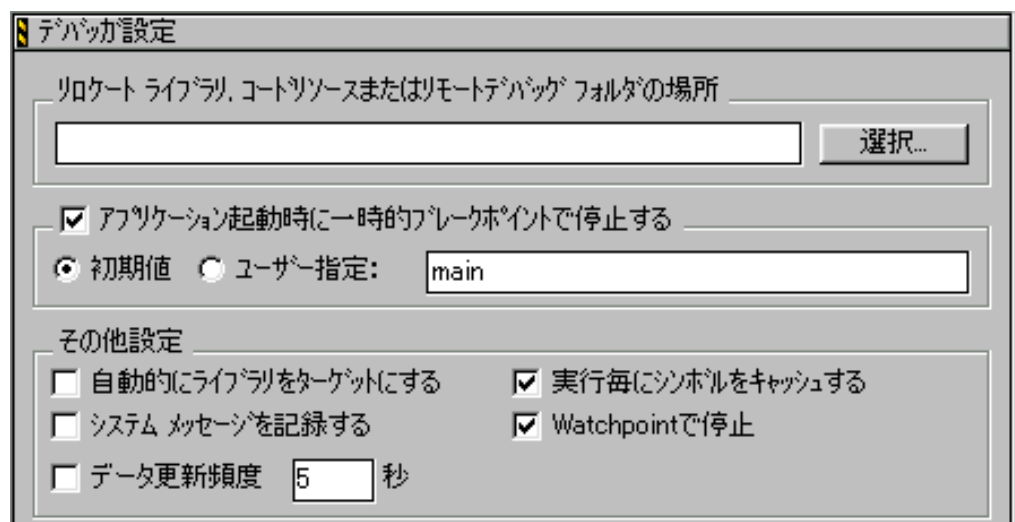 デバッガ設定
リロケート ライブラリ, コードリソースまたはリモートデバッグ フォルダの場所
選択...
アプリケーション起動時に一時的ブレークポイントで停止する
初期値 ユーザー指定: main
その他設定
自動的にライブラリをターゲットにする 実行毎にシンボルをキャッシュする
システム メッセージを記録する Watchpointで停止
データ更新頻度 5 秒